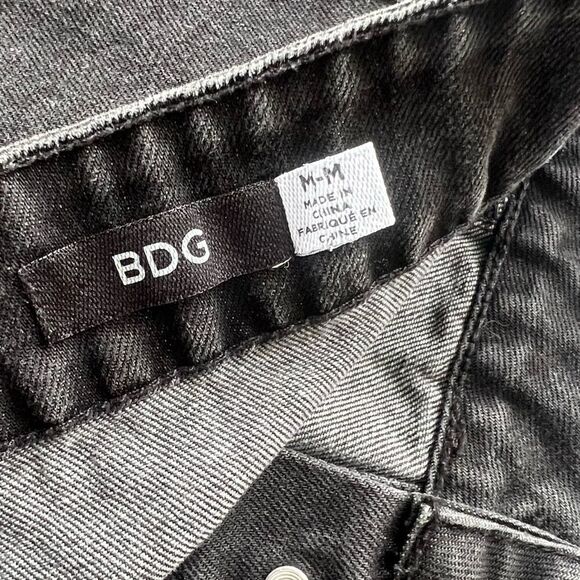 BDG
M-M
MADE IN
CHINA
FABRIQUÉ EN
CHINE